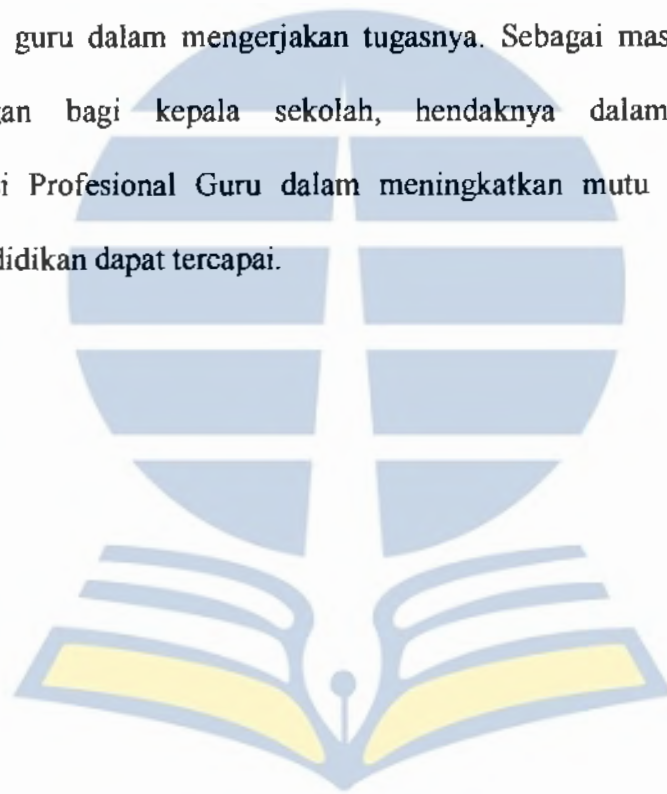 guru dalam mengerjakan tugasnya. Sebagai mas
an bagi kepala sekolah, hendaknya dalam
i Profesional Guru dalam meningkatkan mutu
didikan dapat tercapai.